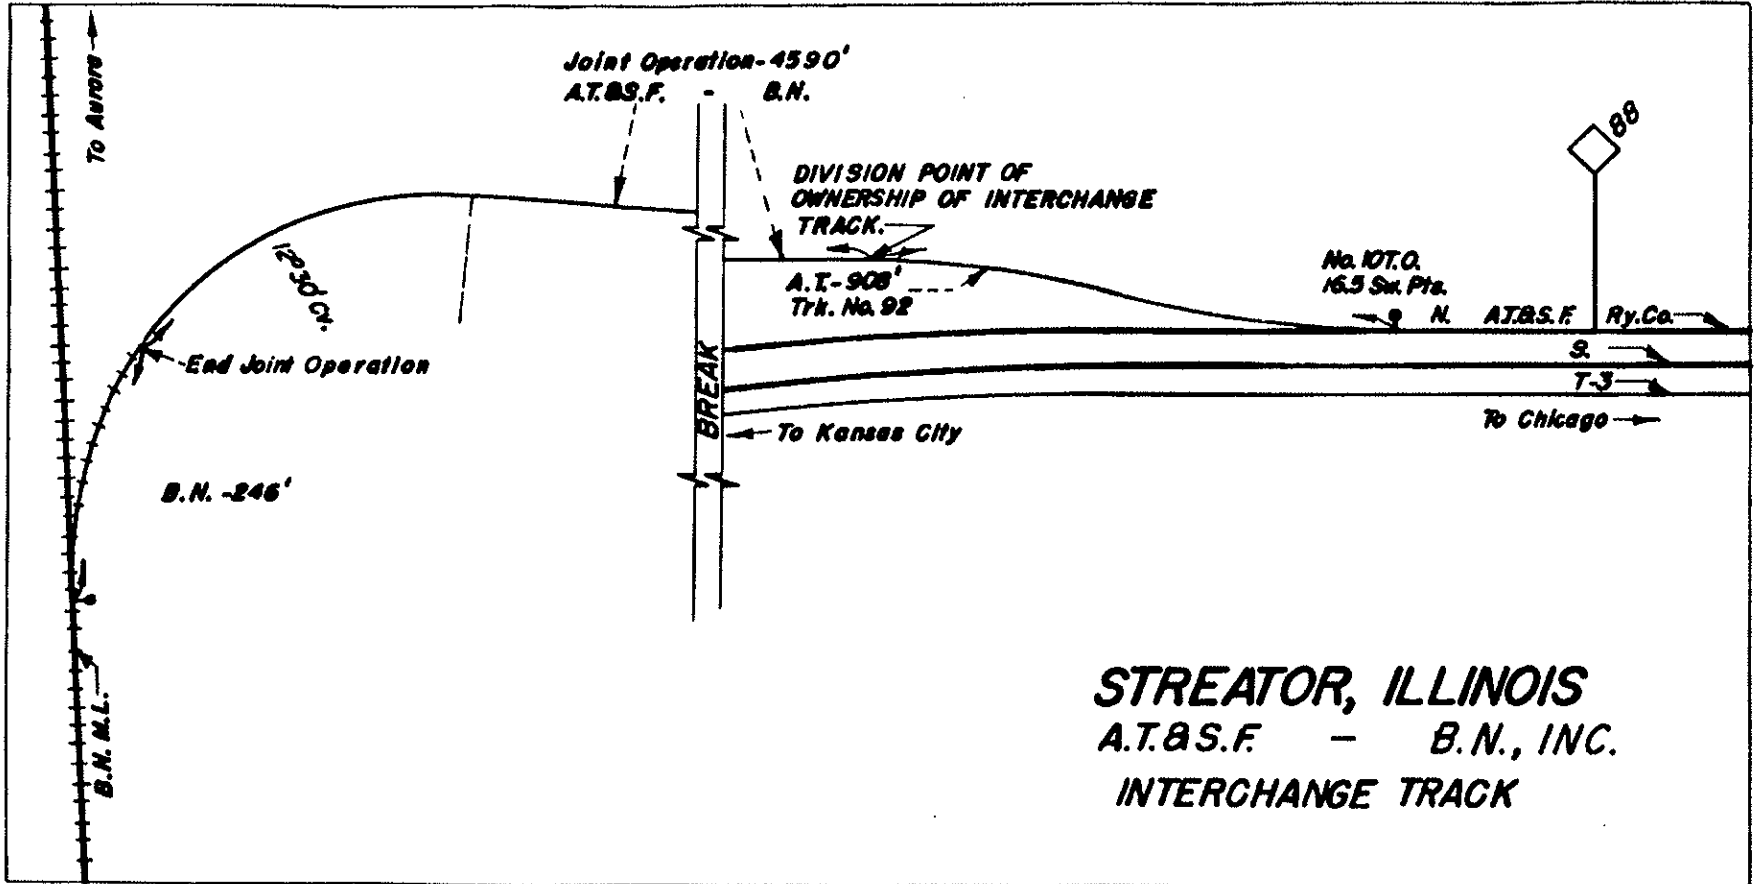 To Aurora
Joint Operation-4590'
A.T.&S.F. - B.N.
88
DIVISION POINT OF
OWNERSHIP OF INTERCHANGE
TRACK.
12°30' CV.
A.T.-908'
Trk. No. 92
No. 10 T.O.
16.5 Sw. Pts.
N. A.T.&S.F. Ry. Co.
S.
T-3
End Joint Operation
BREAK
To Kansas City
To Chicago
B.N. -246'
B.N. M.L.
STREATOR, ILLINOIS
A.T.&S.F. - B.N., INC.
INTERCHANGE TRACK